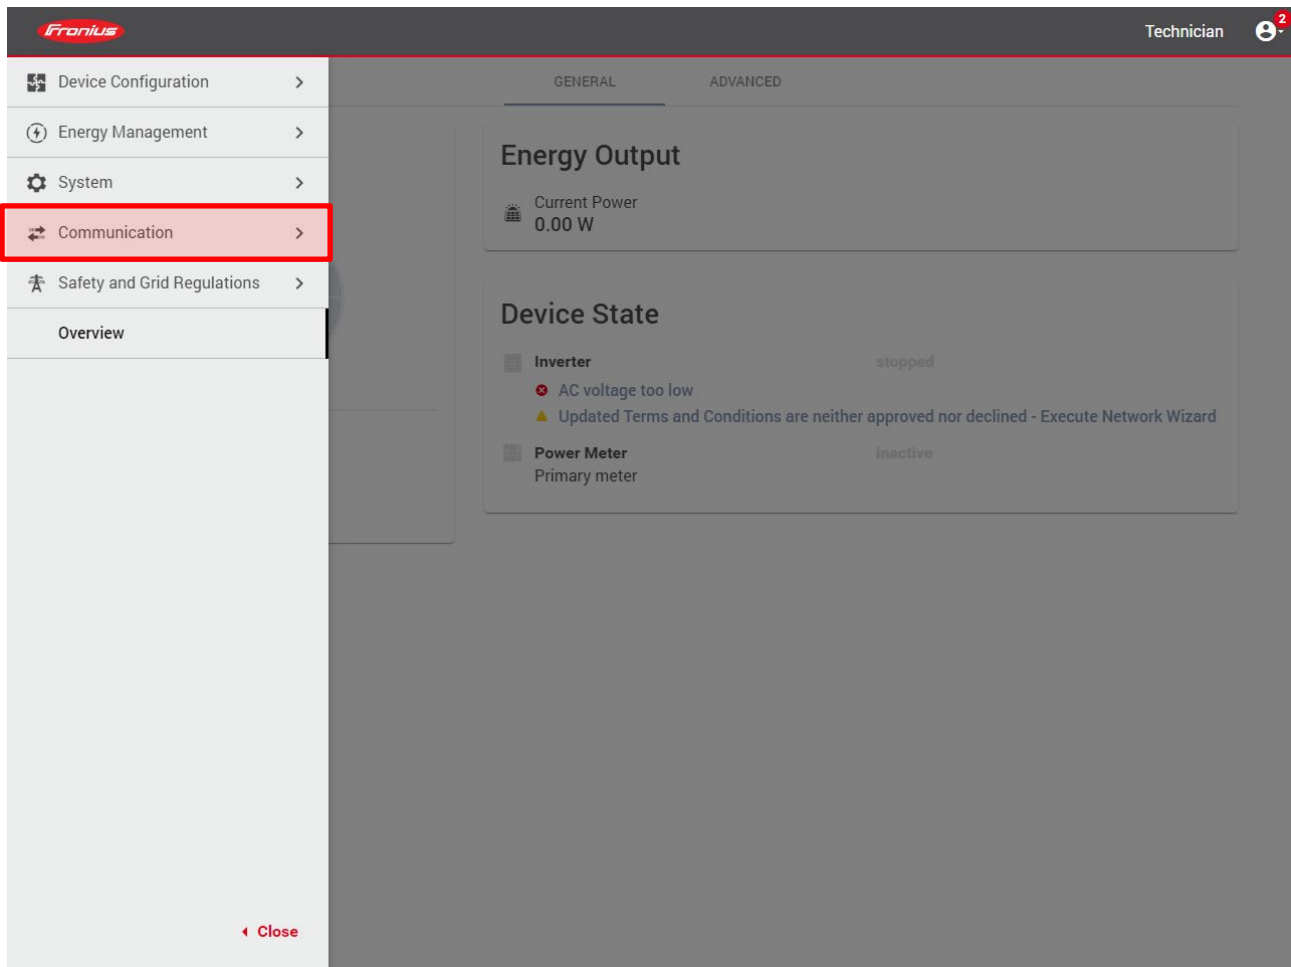 Fronius
Technician
2
Device Configuration
Energy Management
System
Communication
Safety and Grid Regulations
Overview
Close
GENERAL
ADVANCED
Energy Output
Current Power
0.00 W
Device State
Inverter
stopped
AC voltage too low
Updated Terms and Conditions are neither approved nor declined - Execute Network Wizard
Power Meter
inactive
Primary meter